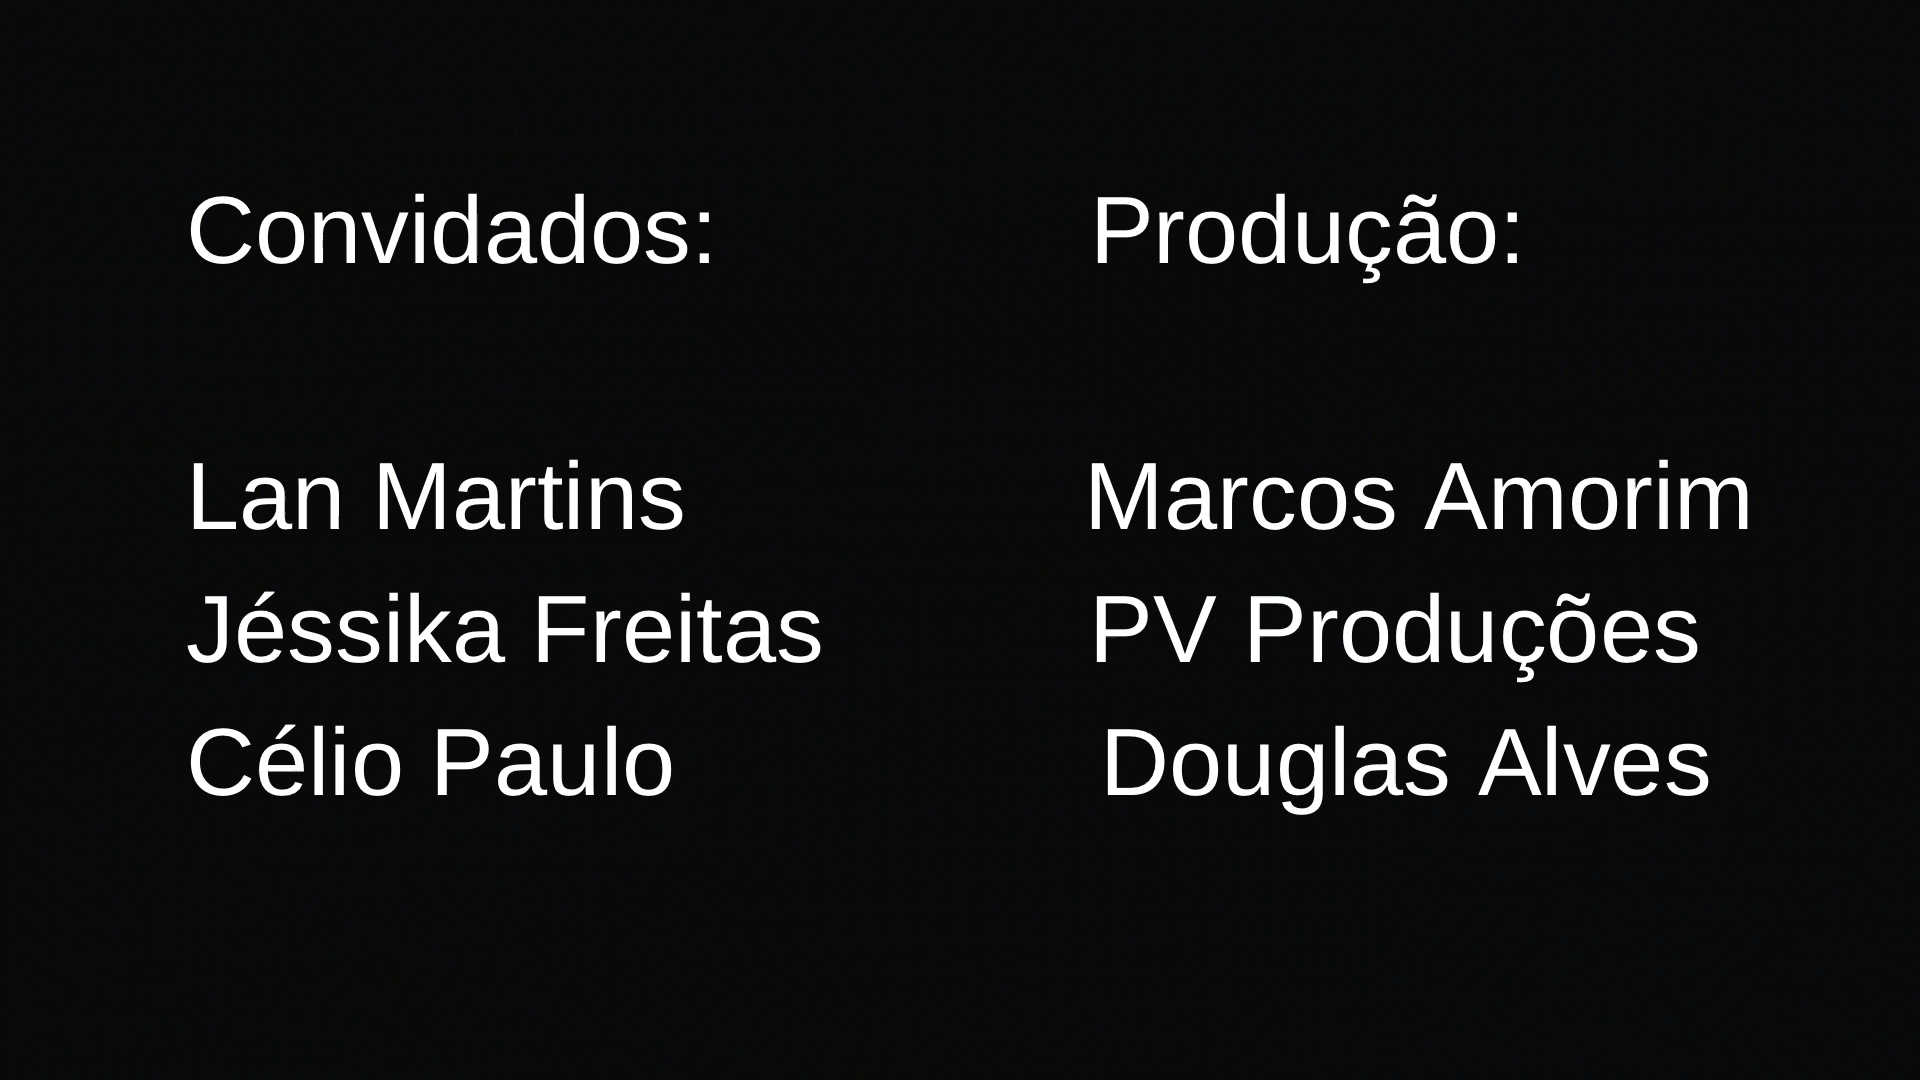 Convidados:
Lan Martins
Jéssika Freitas
Célio Paulo
Produção:
Marcos Amorim
PV Produções
Douglas Alves